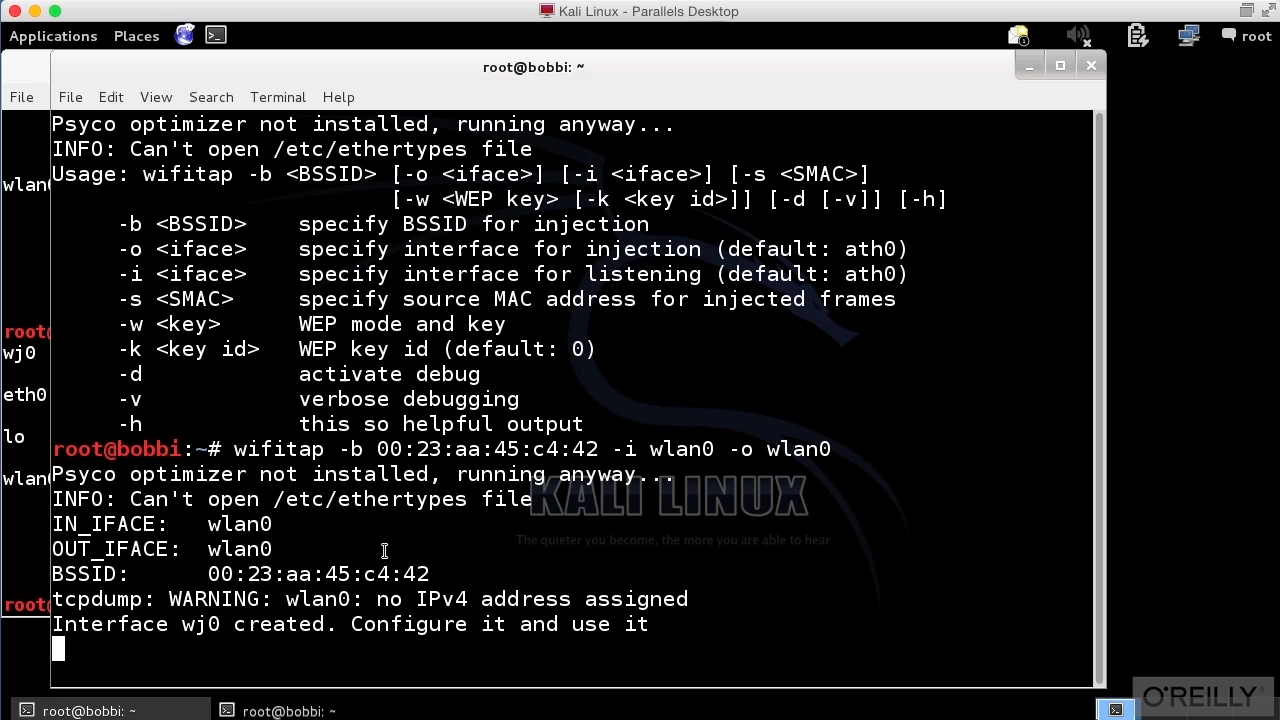 Kali Linux - Parallels Desktop
Applications Places root
root@bobbi: ~
File
File Edit View Search Terminal Help
Psyco optimizer not installed, running anyway...
INFO: Can't open /etc/ethertypes file
Usage: wifitap -b <BSSID> [-o <iface>] [-i <iface>] [-s <SMAC>]
[-w <WEP key> [-k <key id>]] [-d [-v]] [-h]
-b <BSSID> specify BSSID for injection
-o <iface> specify interface for injection (default: ath0)
-i <iface> specify interface for listening (default: ath0)
-s <SMAC> specify source MAC address for injected frames
-w <key> WEP mode and key
-k <key id> WEP key id (default: 0)
-d activate debug
-v verbose debugging
-h this so helpful output
root@bobbi:~# wifitap -b 00:23:aa:45:c4:42 -i wlan0 -o wlan0
Psyco optimizer not installed, running anyway...
INFO: Can't open /etc/ethertypes file
IN_IFACE: wlan0
OUT_IFACE: wlan0
BSSID: 00:23:aa:45:c4:42
tcpdump: WARNING: wlan0: no IPv4 address assigned
Interface wj0 created. Configure it and use it
wlan0
root@
wj0
eth0
lo
wlan0
root@
KALI LINUX
The quieter you become, the more you are able to hear
root@bobbi: ~
root@bobbi: ~
O'REILLY